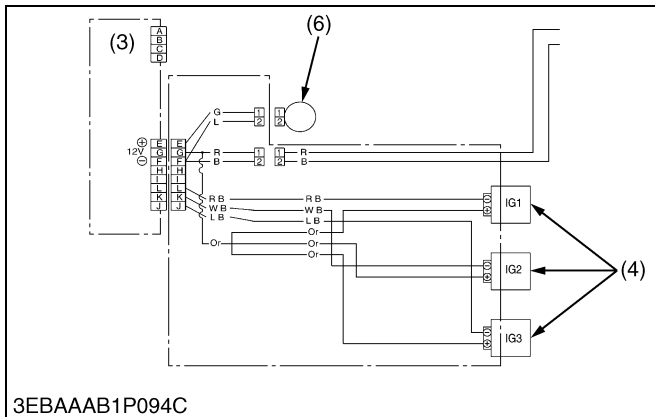 (3)
A
B
C
D
(6)
G 1 1
L 2 2
⊕ E E
12V G G R 1 1 R
⊖ F F B 2 2 B
H H
I I
L L
K K
J J
R B R B ⊖ IG1
W B W B ⊕
L B L B
Or
Or Or
Or
⊖ IG2
⊕
(4)
⊖ IG3
⊕
3EBAAAB1P094C